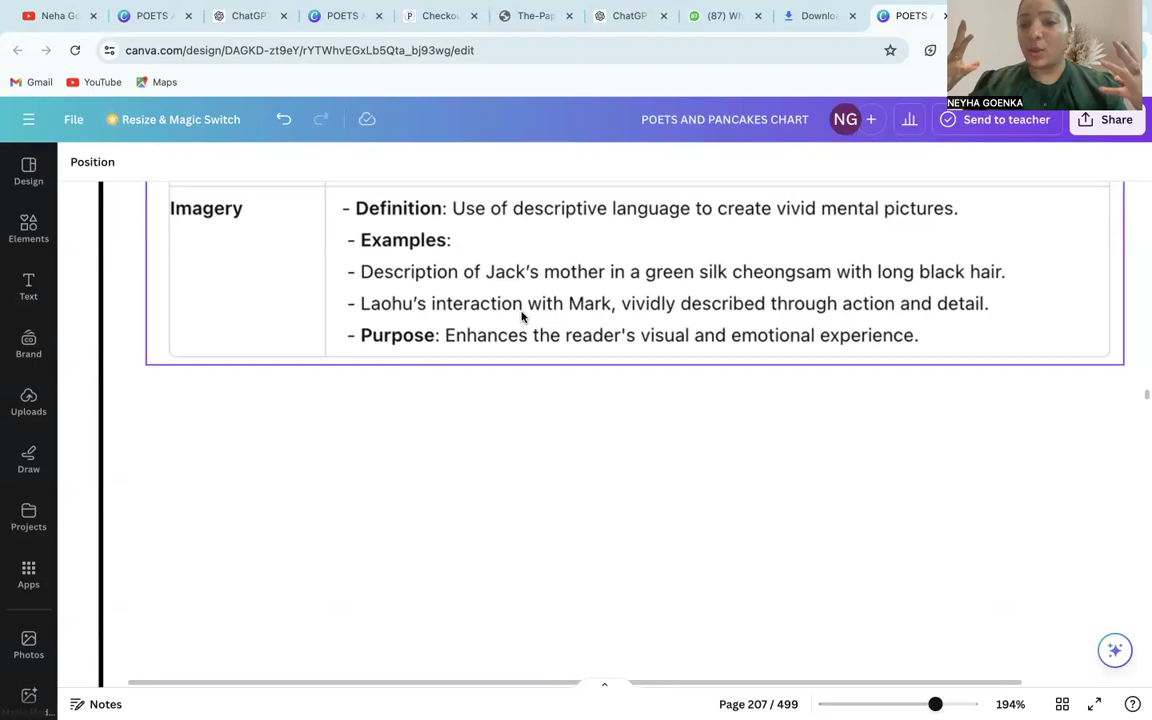 Neha Go
POETS
ChatGP
POETS
Checko
The-Pap
ChatGP
(87) Wh
Downlo
POETS
canva.com/design/DAGKD-zt9eY/rYTWhvEGxLb5Qta_bj93wg/edit
Gmail
YouTube
Maps
NEYHA GOENKA
File
Resize & Magic Switch
POETS AND PANCAKES CHART
NG
Send to teacher
Share
Position
Design
Elements
Text
Brand
Uploads
Draw
Projects
Apps
Photos
Imagery
- Definition: Use of descriptive language to create vivid mental pictures.
- Examples:
- Description of Jack’s mother in a green silk cheongsam with long black hair.
- Laohu’s interaction with Mark, vividly described through action and detail.
- Purpose: Enhances the reader's visual and emotional experience.
Notes
Page 207 / 499
194%